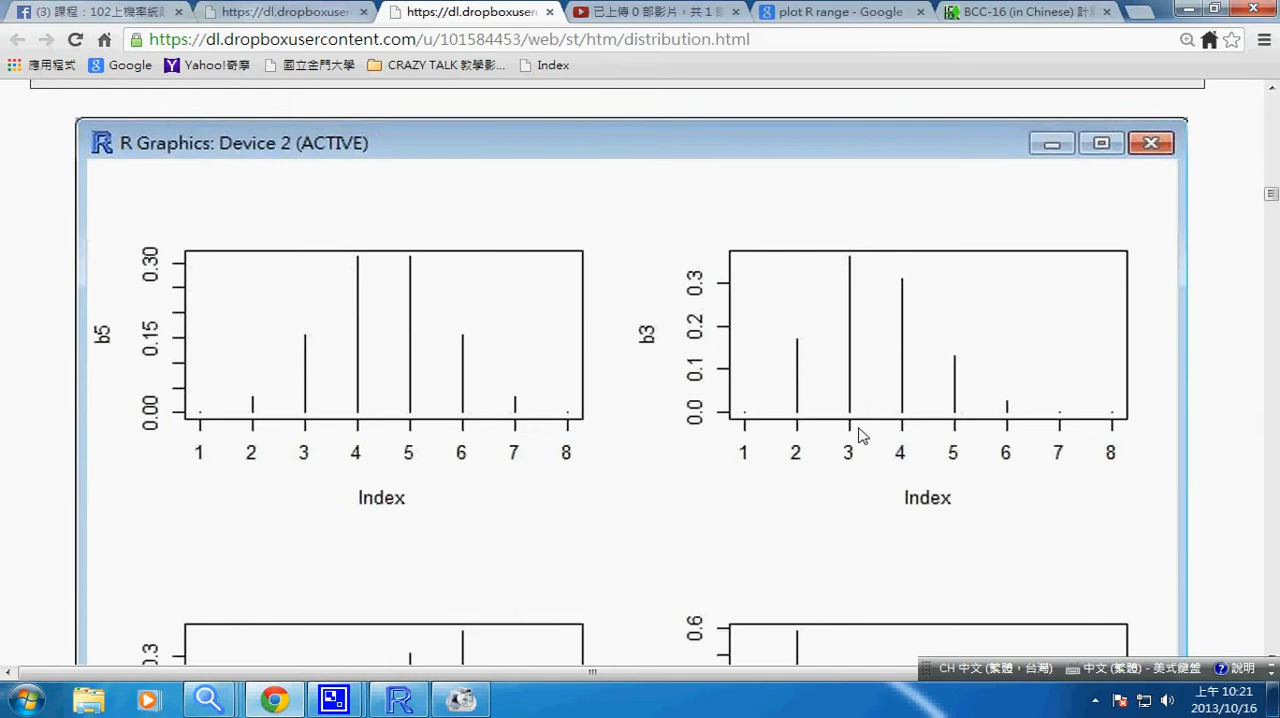 (3) 課程：102上機率統計
https://dl.dropboxuser
https://dl.dropboxuser
已上傳 0 部影片，共 1 
plot R range - Google
BCC-16 (in Chinese) 計
https://dl.dropboxusercontent.com/u/101584453/web/st/htm/distribution.html
應用程式
Google
Yahoo!奇摩
國立金門大學
CRAZY TALK 教學影...
Index
R Graphics: Device 2 (ACTIVE)
b5
0.30
0.15
0.00
1 2 3 4 5 6 7 8
Index
b3
0.3
0.2
0.1
0.0
1 2 3 4 5 6 7 8
Index
0.3
0.6
CH 中文 (繁體，台灣)
中文 (繁體) - 美式鍵盤
說明
上午 10:21
2013/10/16